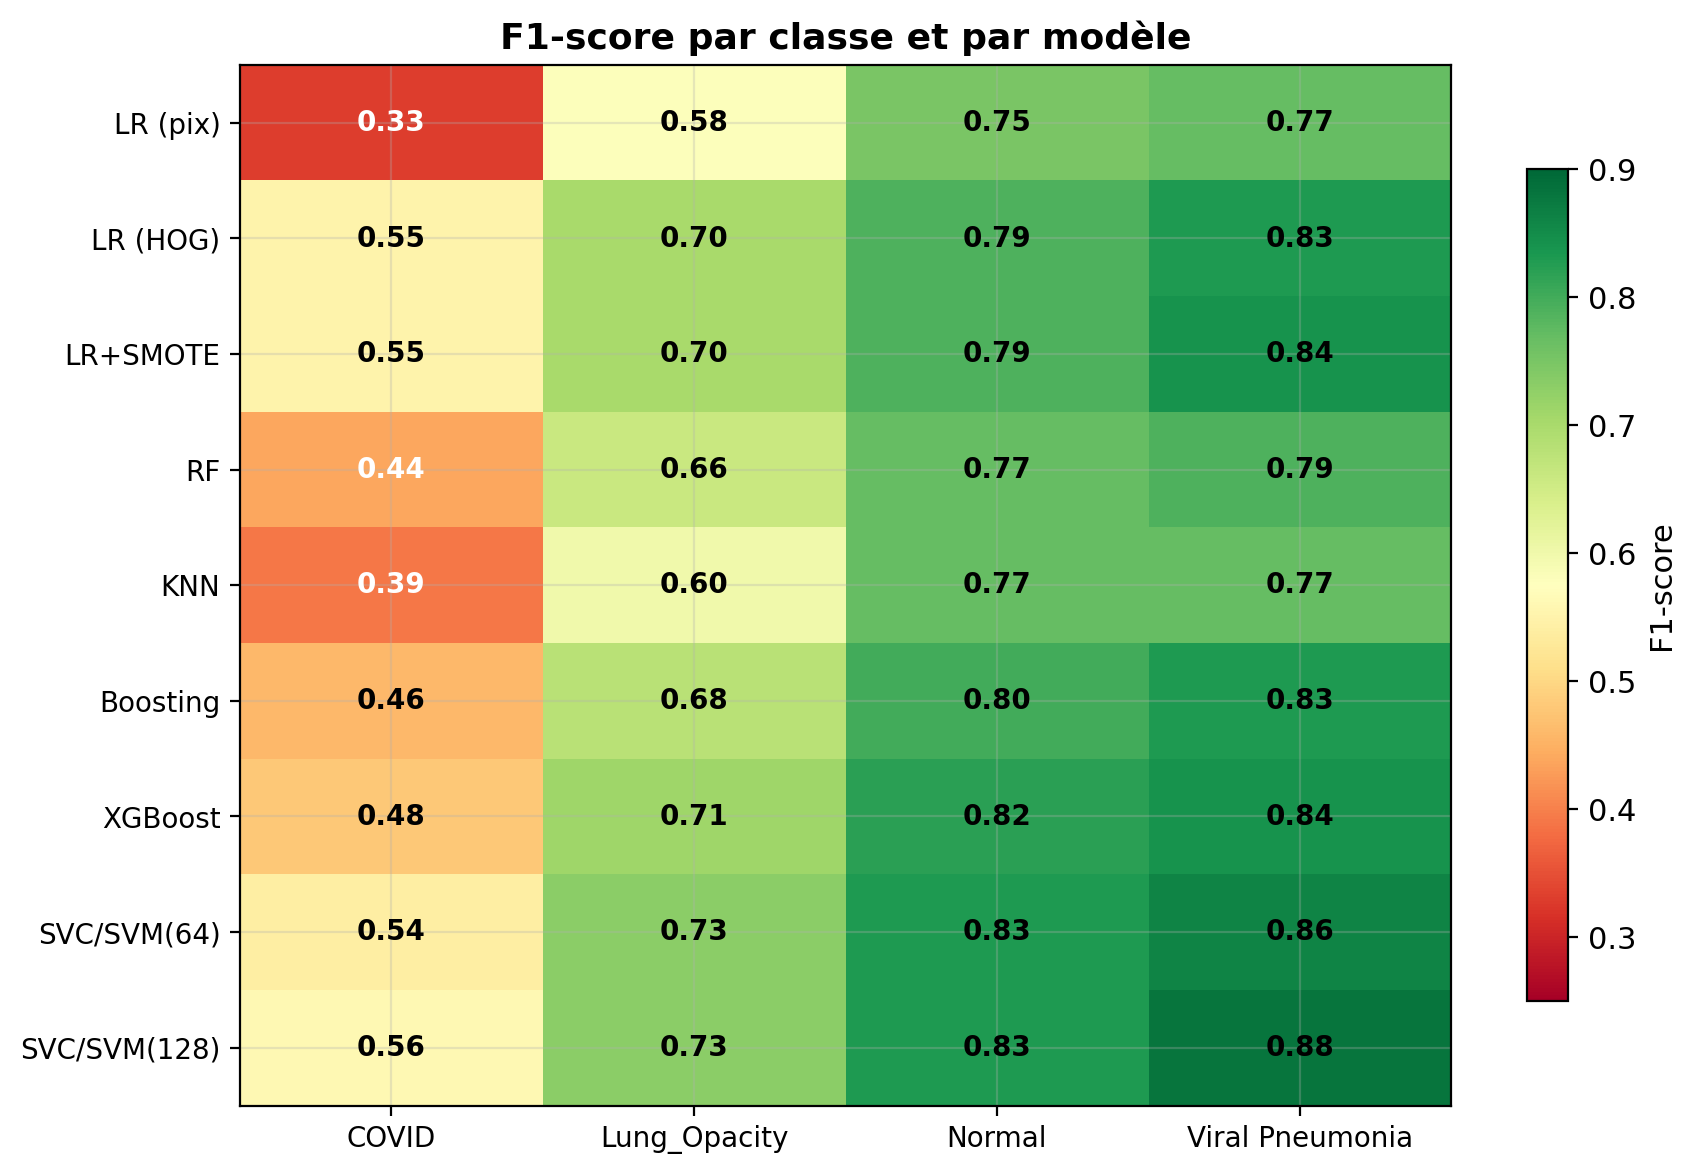 F1-score par classe et par modèle
LR (pix) 0.33 0.58 0.75 0.77
LR (HOG) 0.55 0.70 0.79 0.83
LR+SMOTE 0.55 0.70 0.79 0.84
RF 0.44 0.66 0.77 0.79
KNN 0.39 0.60 0.77 0.77
Boosting 0.46 0.68 0.80 0.83
XGBoost 0.48 0.71 0.82 0.84
SVC/SVM(64) 0.54 0.73 0.83 0.86
SVC/SVM(128) 0.56 0.73 0.83 0.88
COVID Lung_Opacity Normal Viral Pneumonia
0.9
0.8
0.7
0.6
0.5
0.4
0.3
F1-score